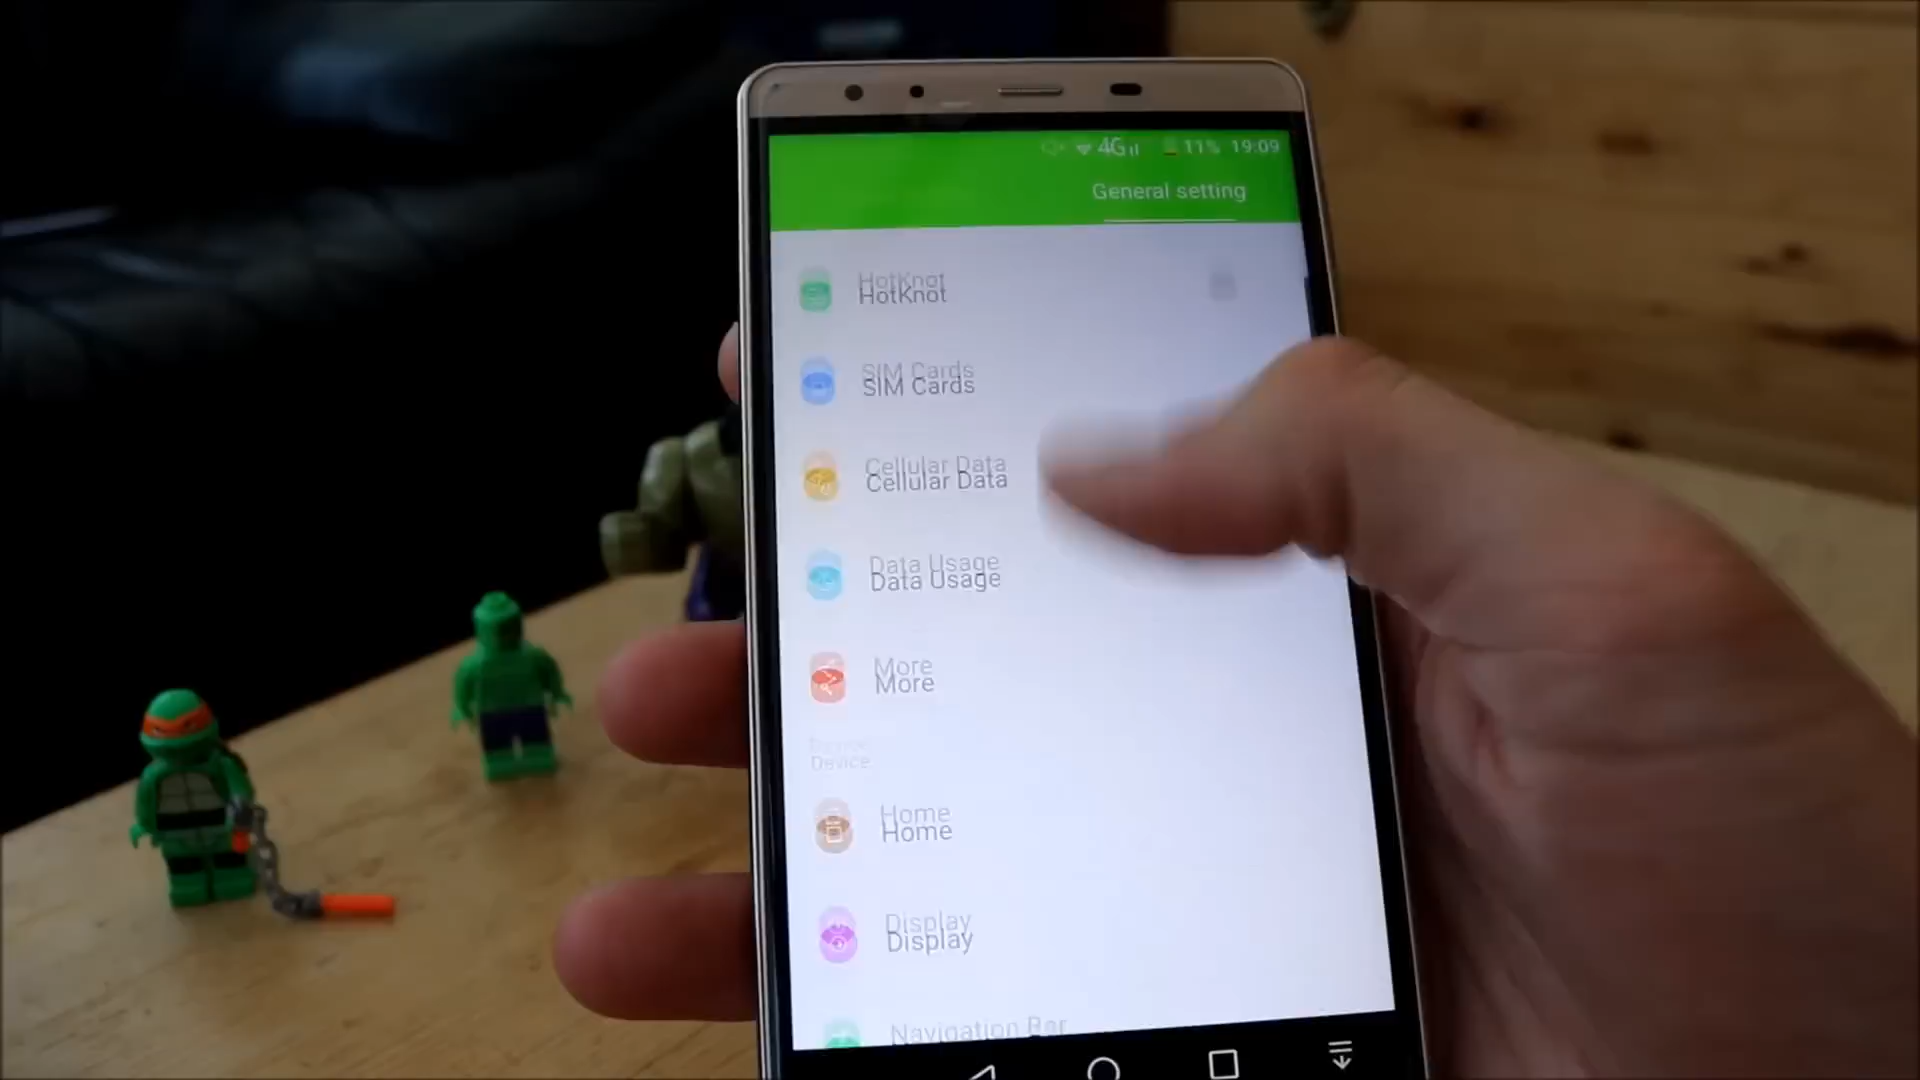 4G 11% 19:09
General setting
HotKnot
SIM Cards
Cellular Data
Data Usage
More
Device
Home
Display
Navigation Bar